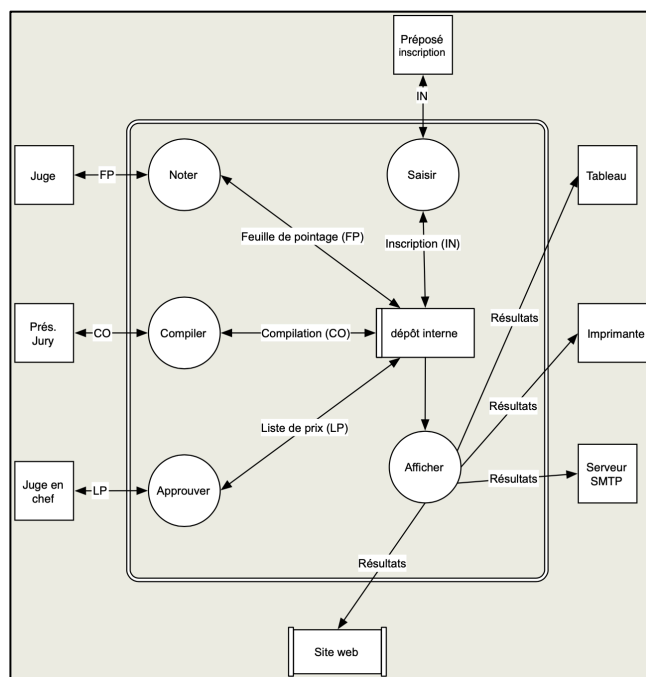 Préposé
inscription
IN
Juge
FP
Noter
Saisir
Tableau
Feuille de pointage (FP)
Inscription (IN)
Résultats
Prés.
Jury
CO
Compiler
Compilation (CO)
dépôt interne
Imprimante
Résultats
Liste de prix (LP)
Juge en
chef
LP
Approuver
Afficher
Résultats
Serveur
SMTP
Résultats
Site web